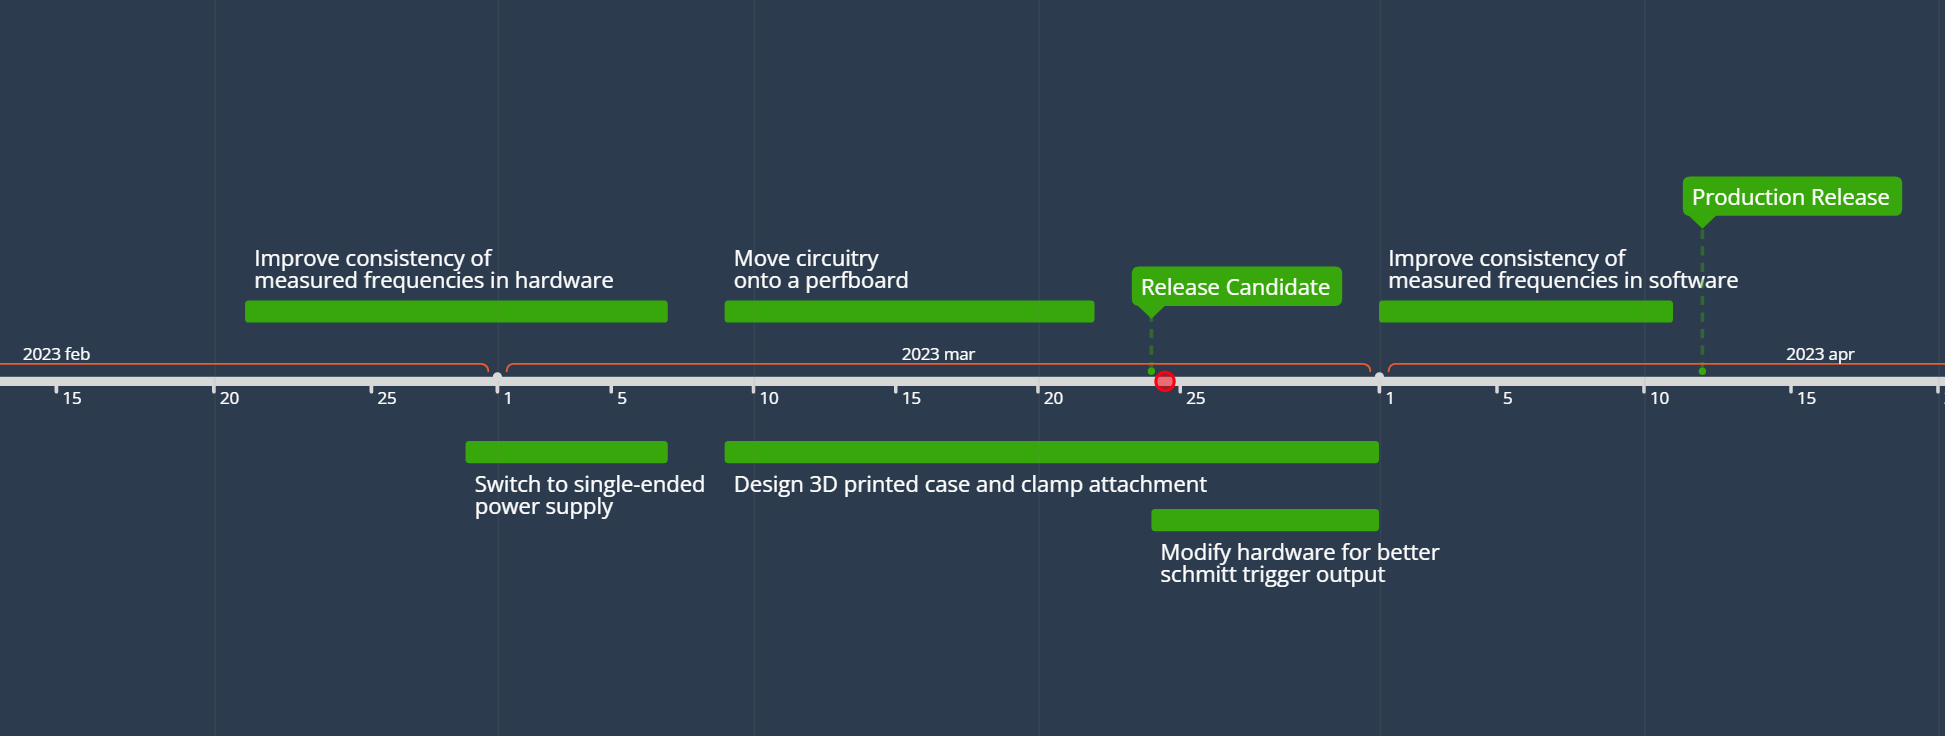 Production Release
Improve consistency of
measured frequencies in hardware
Move circuitry
onto a perfboard
Release Candidate
Improve consistency of
measured frequencies in software
2023 feb
2023 mar
2023 apr
15
20
25
1
5
10
15
20
25
1
5
10
15
Switch to single-ended
power supply
Design 3D printed case and clamp attachment
Modify hardware for better
schmitt trigger output